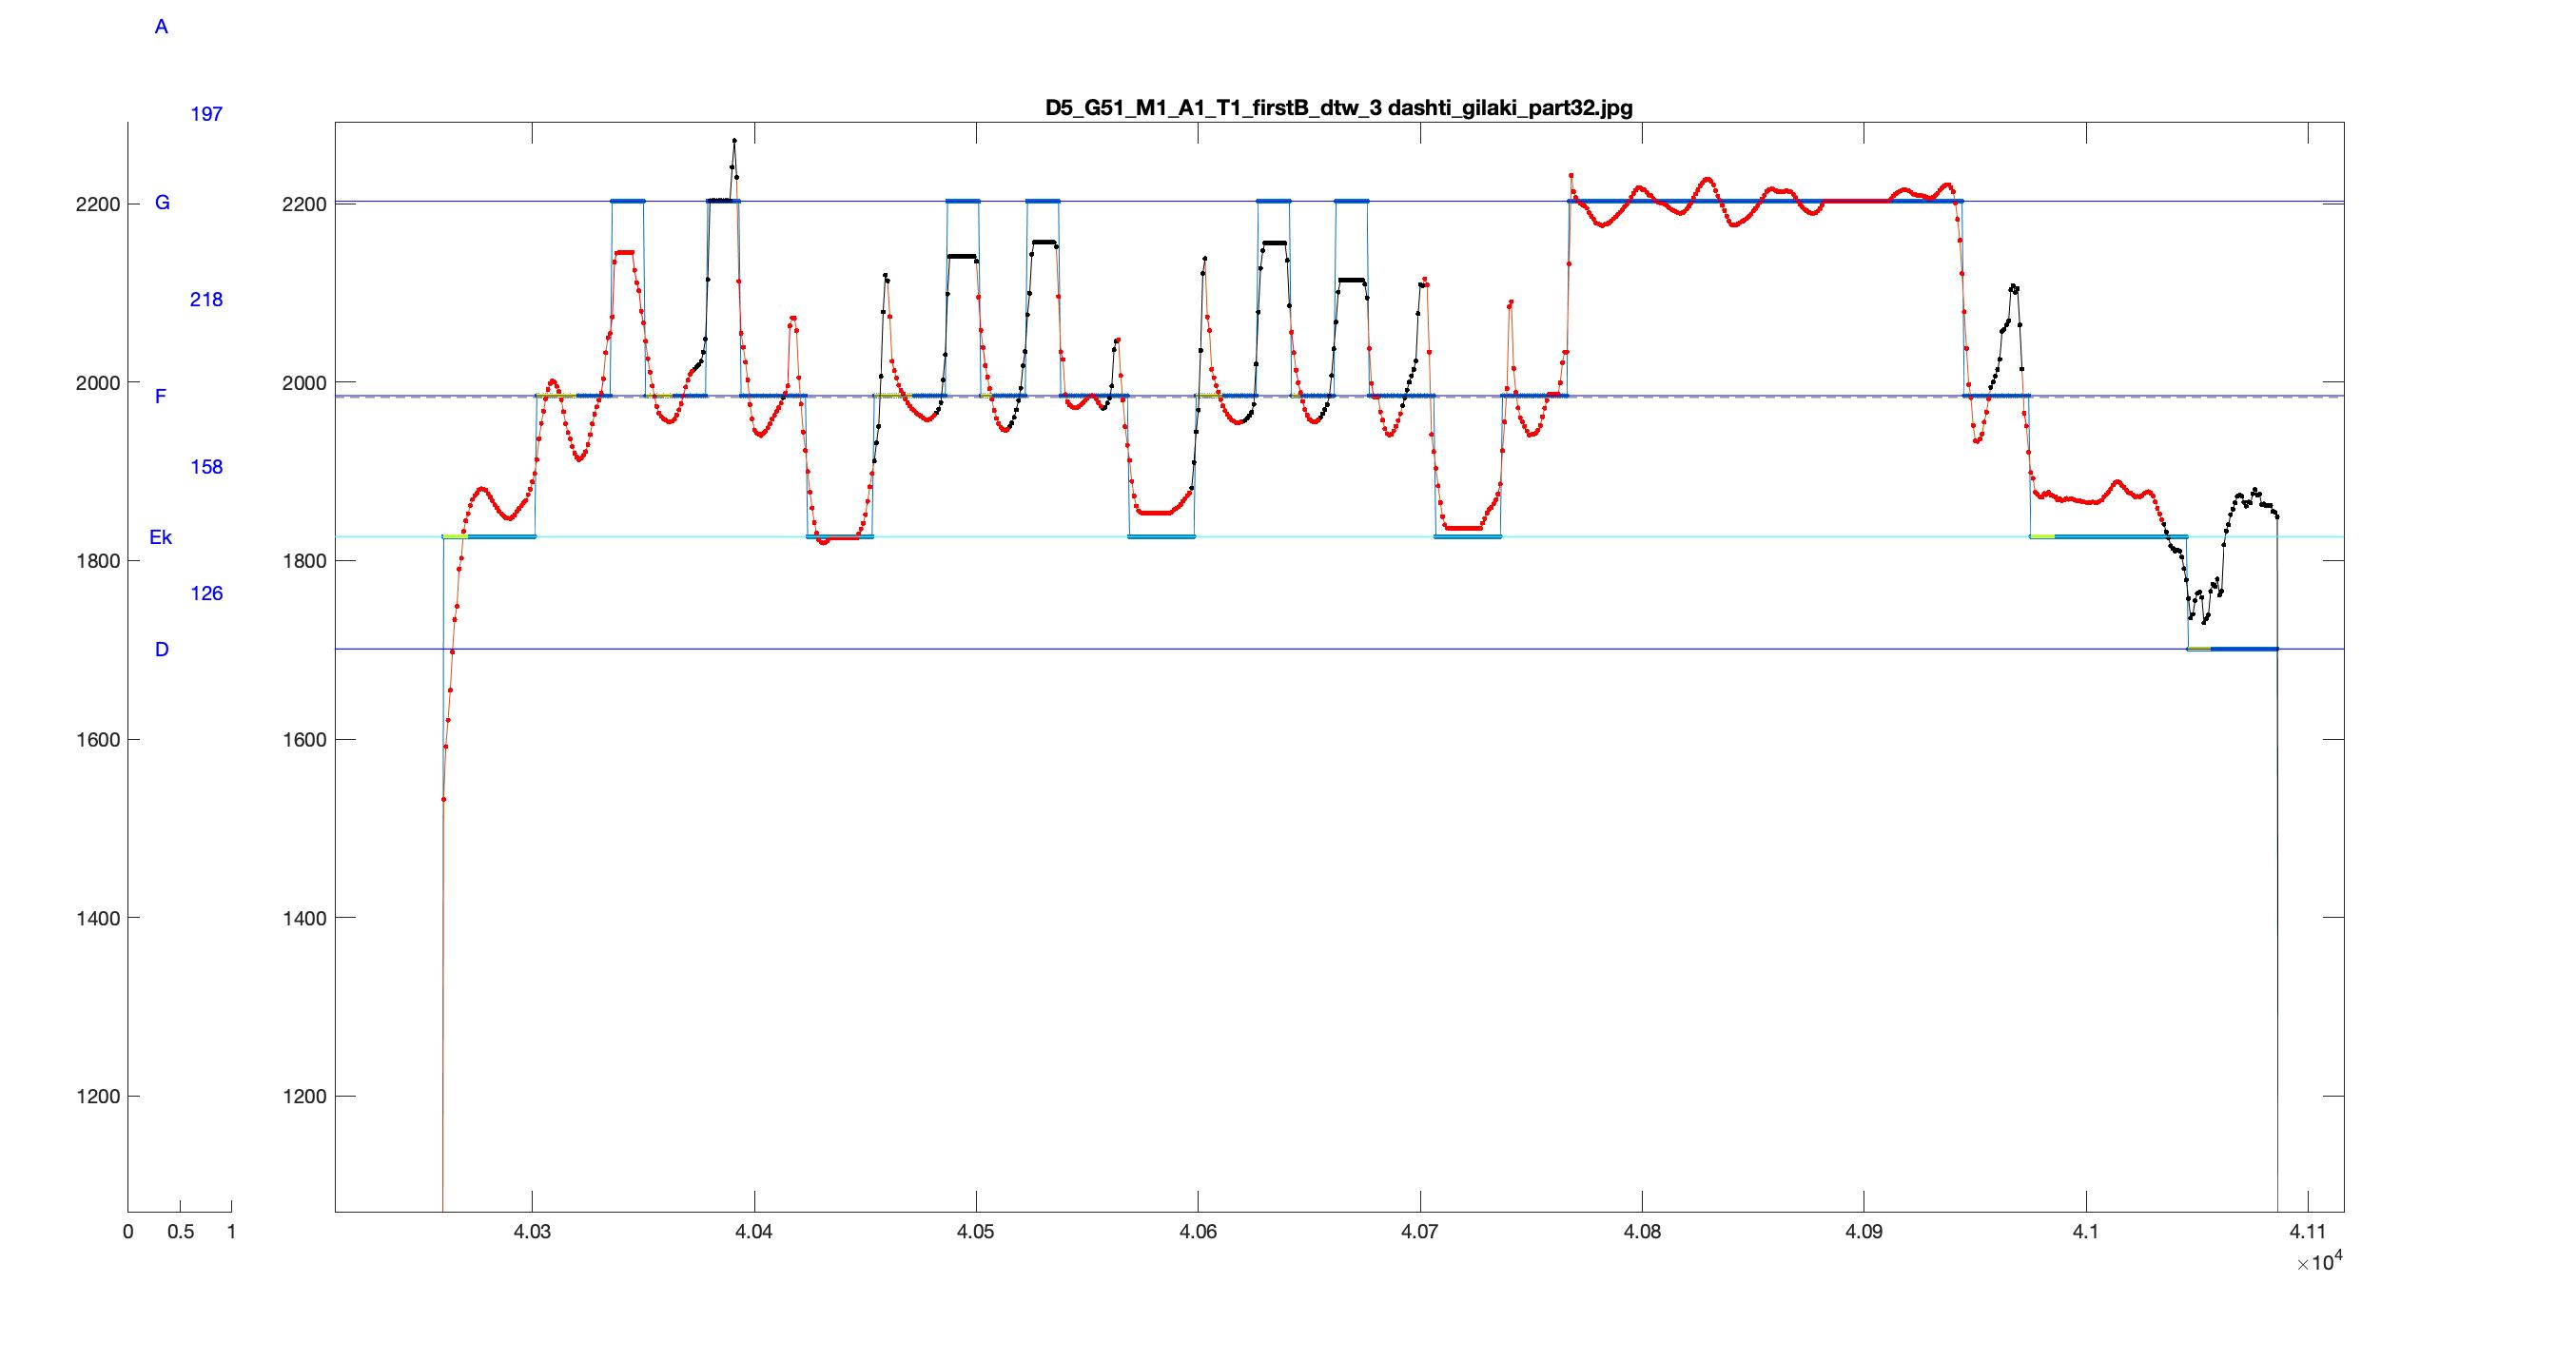 A
197
D5_G51_M1_A1_T1_firstB_dtw_3 dashti_gilaki_part32.jpg
2200 G 2200
218
2000 F 2000
158
Ek
1800 1800
126
D
1600 1600
1400 1400
1200 1200
0 0.5 1 4.03 4.04 4.05 4.06 4.07 4.08 4.09 4.1 4.11
×10⁴